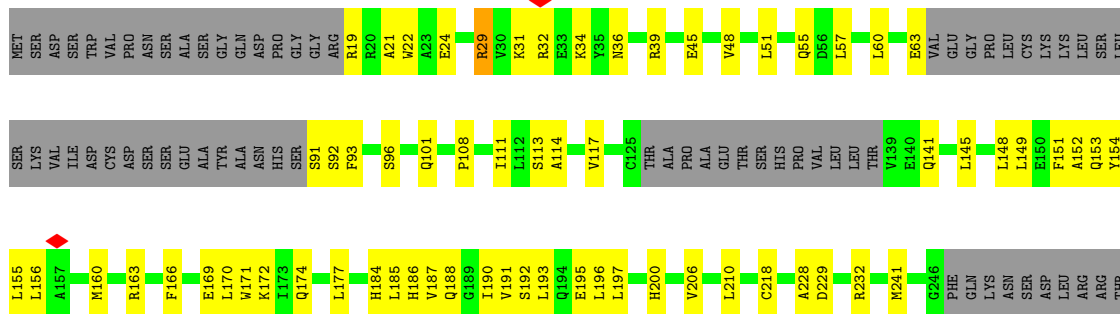 MET SER ASP SER TRP VAL PRO ASN SER ALA SER GLY GLN ASP PRO GLY GLY ARG R19 R20 A21 W22 A23 E24 R29 V30 K31 R32 E33 K34 Y35 N36 R39 E45 V48 L51 Q55 D56 L57 L60 E63 VAL GLU GLY PRO LEU CYS LYS LYS LEU SER LEU
SER LYS VAL ILE ASP CYS ASP SER SER GLU ALA TYR ALA ASN HIS SER S91 S92 F93 S96 Q101 P108 I111 L112 S113 A114 V117 C125 THR ALA PRO ALA GLU THR SER HIS PRO VAL LEU LEU THR V139 E140 Q141 L145 L148 L149 E150 F151 A152 Q153 Y154
L155 L156 A157 M160 R163 F166 E169 L170 W171 K172 I173 Q174 L177 H184 L185 H186 V187 Q188 G189 I190 V191 S192 L193 Q194 E195 L196 L197 H200 V206 L210 C218 A228 D229 R232 M241 G246 PHE GLN LYS ASN SER ASP LEU ARG ARG THR